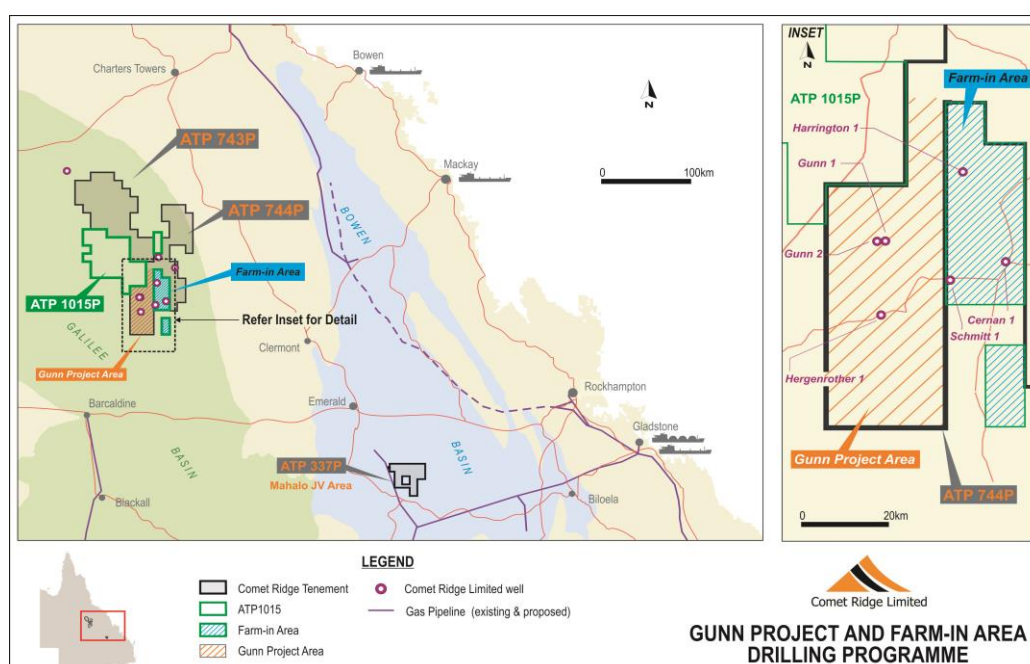 Bowen
Charters Towers
N
ATP 743P
Mackay
100km
0
BOWEN
ATP 744P
Farm-in Area
ATP 1015P
Refer Inset for Detail
GALILEE
Clermont
Gunn Project Area
Rockhampton
Barcaldine
Emerald
Gladstone
ATP 337P
Mahalo JV Area
BASIN
BASIN
Blackall
Biloela
INSET
N
Farm-in Area
ATP 1015P
Harrington 1
Gunn 1
Gunn 2
Cernan 1
Schmitt 1
Hergenrother 1
Gunn Project Area
ATP 744P
0
20km
LEGEND
Comet Ridge Tenement
ATP1015
Farm-in Area
Gunn Project Area
Comet Ridge Limited well
Gas Pipeline (existing & proposed)
Comet Ridge Limited
GUNN PROJECT AND FARM-IN AREA
DRILLING PROGRAMME